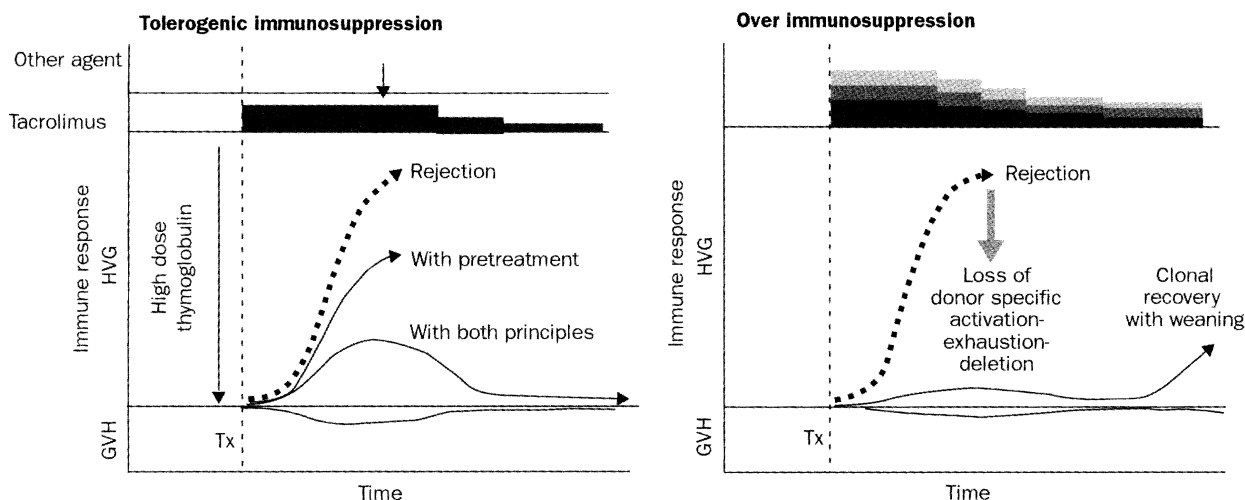 Tolerogenic immunosuppression
Other agent
Tacrolimus
Immune response
HVG
GVH
High dose
thymoglobulin
Rejection
With pretreatment
With both principles
Tx
Time
Over immunosuppression
Immune response
HVG
GVH
Rejection
Loss of
donor specific
activation-
exhaustion-
deletion
Clonal
recovery
with weaning
Tx
Time